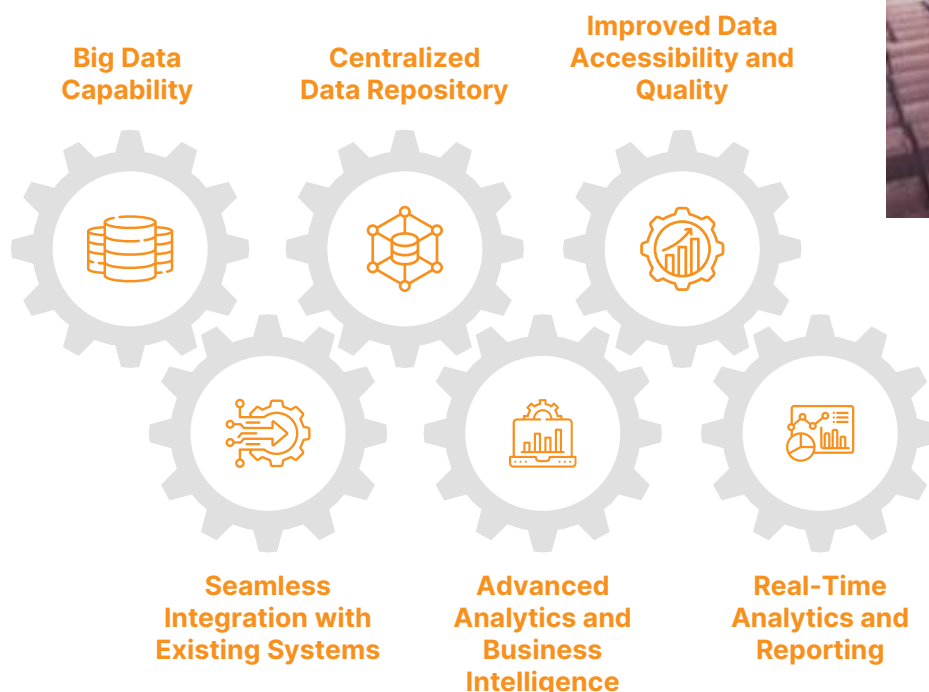 Big Data
Capability
Centralized
Data Repository
Improved Data
Accessibility and
Quality
Seamless
Integration with
Existing Systems
Advanced
Analytics and
Business
Intelligence
Real-Time
Analytics and
Reporting